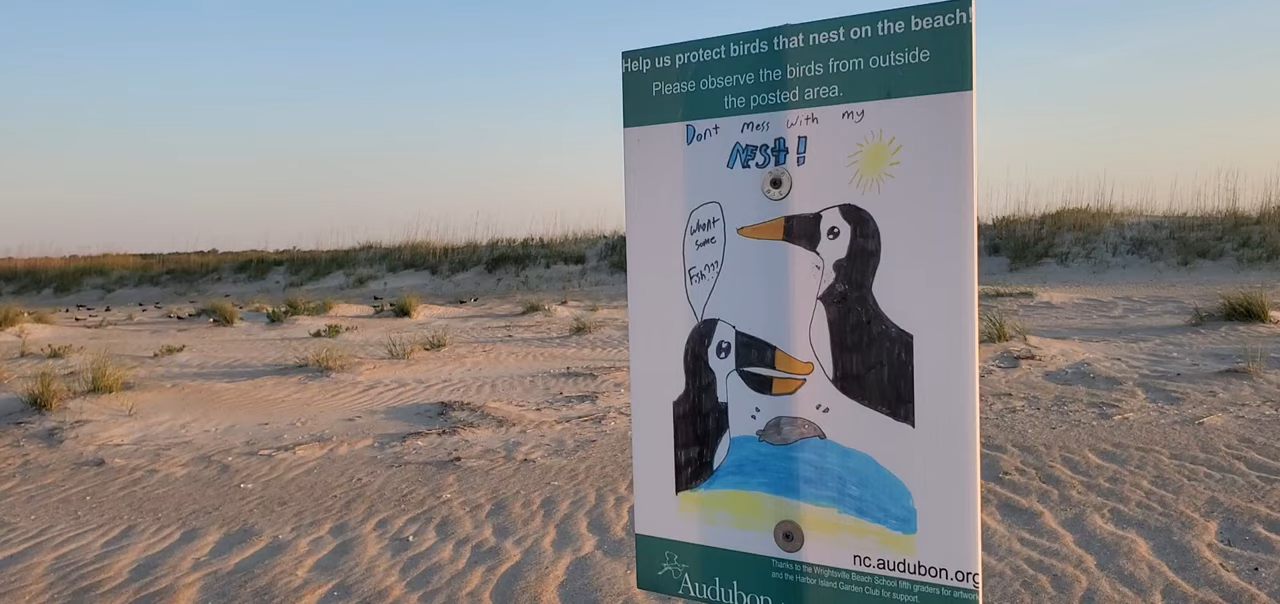 Help us protect birds that nest on the beach!
Please observe the birds from outside
the posted area.
Dont mess with my
NEST!
whant
some
Fish???
nc.audubon.org
Thanks to the Wrightsville Beach School fifth graders for artwork
and the Harbor Island Garden Club for support.
Audubon